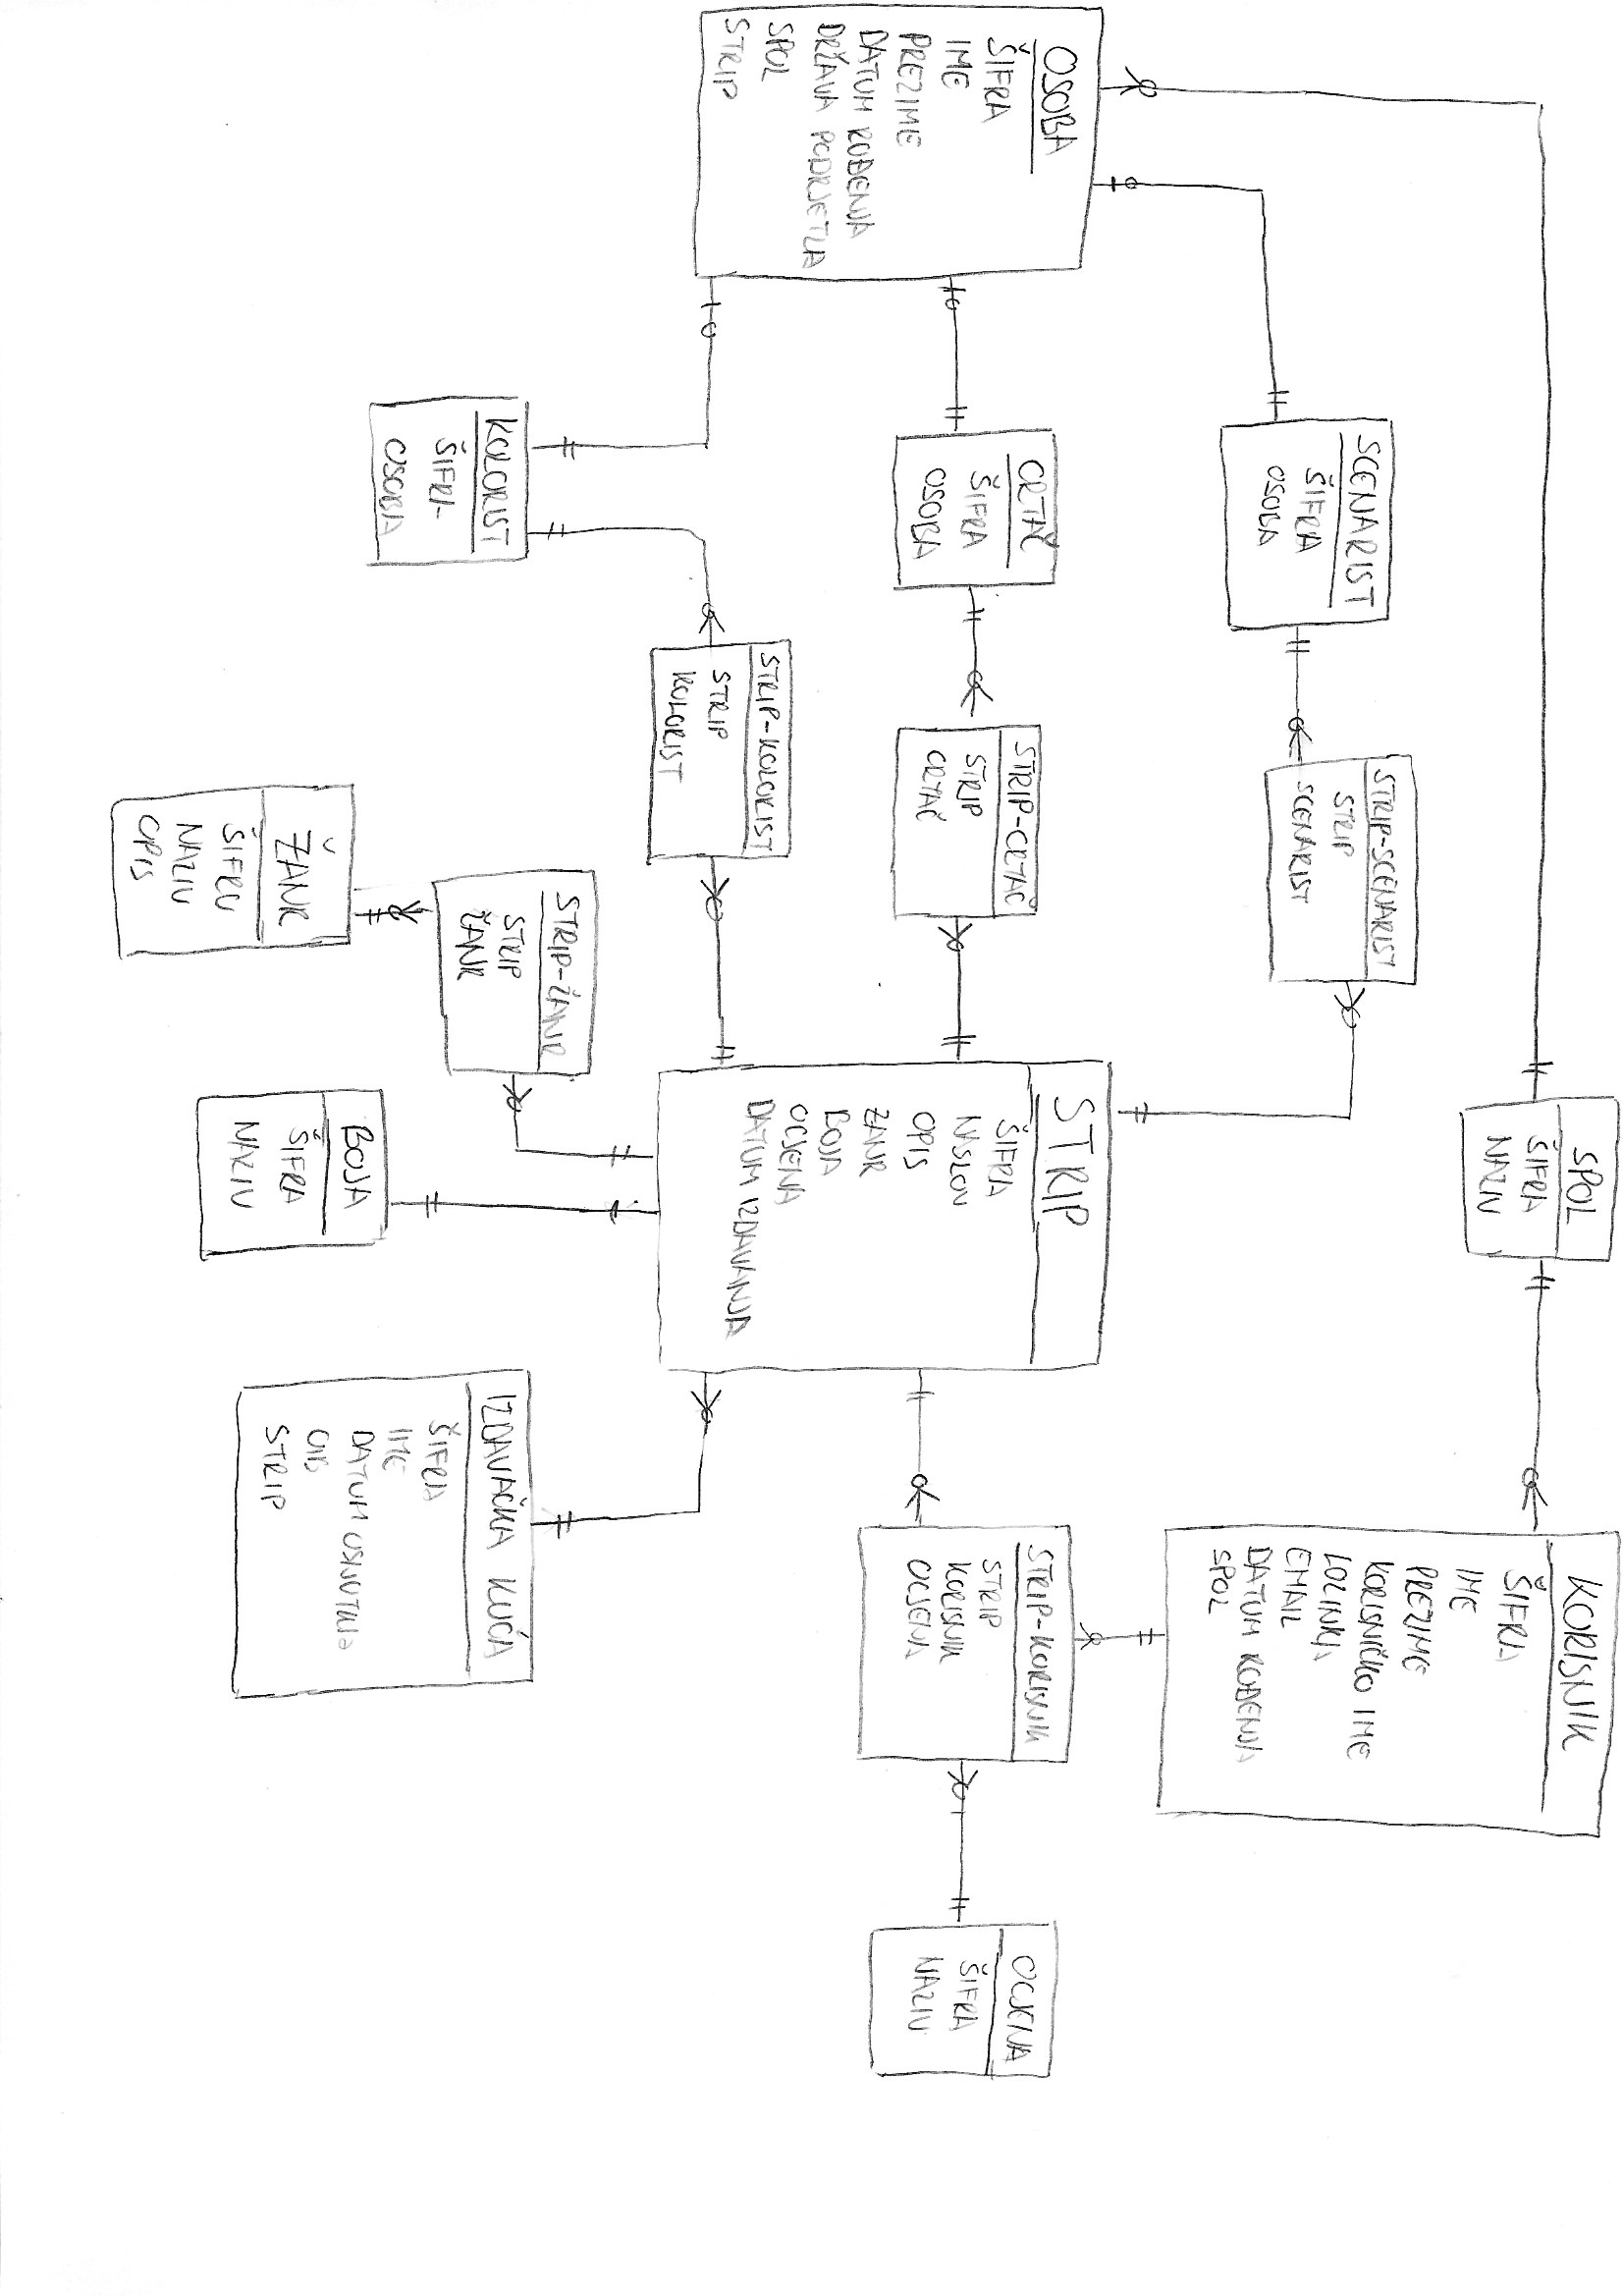 SPOL
ŠIFRA
NAZIV
KORISNIK
ŠIFRA
IME
PREZIME
KORISNIČKO IME
LOZINKA
EMAIL
DATUM ROĐENJA
SPOL
SCENARIST
ŠIFRA
OSOBA
STRIP-SCENARIST
STRIP
SCENARIST
OSOBA
ŠIFRA
IME
PREZIME
DATUM ROĐENJA
DRŽAVA PODRJETLA
SPOL
STRIP
CRTAČ
ŠIFRA
OSOBA
STRIP-CRTAČ
STRIP
CRTAČ
STRIP
ŠIFRA
NASLOV
OPIS
ŽANR
BOJA
OCJENA
DATUM IZDAVANJA
STRIP-KORISNIK
STRIP
KORISNIK
OCJENA
OCJENA
ŠIFRA
NAZIV
STRIP-KOLORIST
STRIP
KOLORIST
KOLORIST
ŠIFRA
OSOBA
STRIP-ŽANR
STRIP
ŽANR
ŽANR
ŠIFRU
NAZIV
OPIS
BOJA
ŠIFRA
NAZIV
IZDAVAČKA KUĆA
ŠIFRA
IME
DATUM
OIB
STRIP